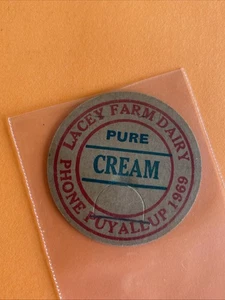 LACEY FARM DAIRY
PURE
CREAM
PHONE PUYALLUP 1969